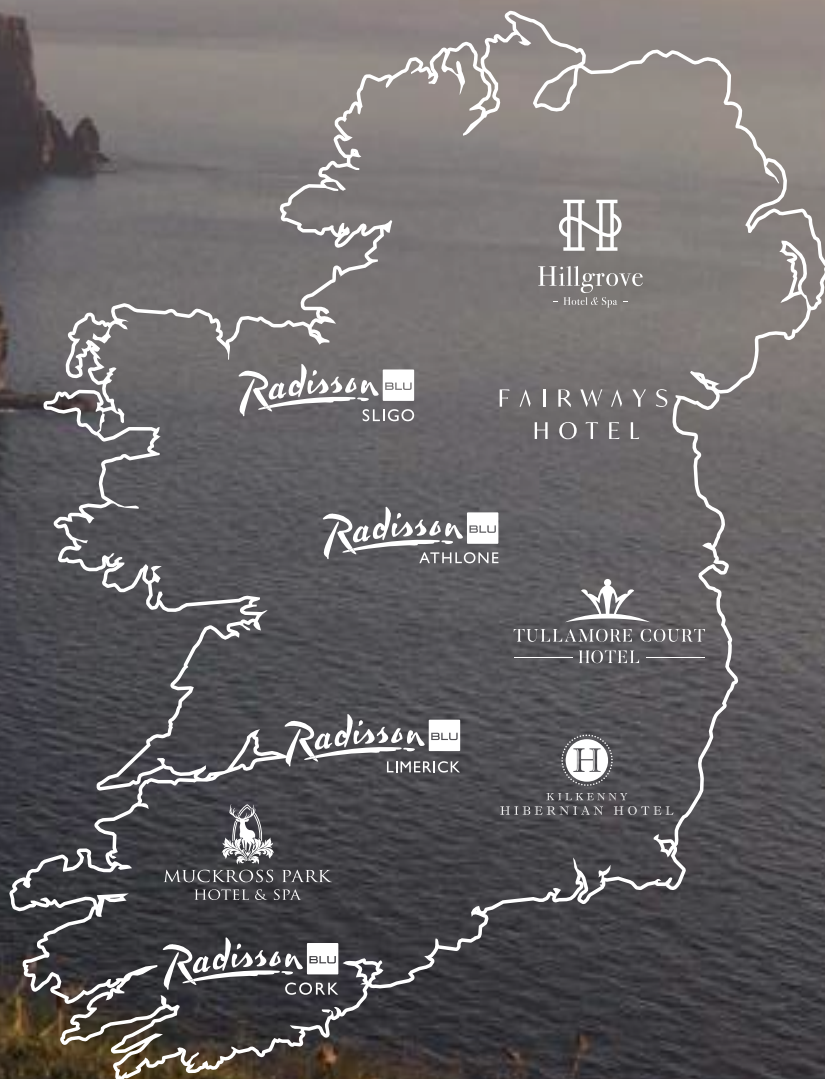 H
Hillgrove
- Hotel & Spa -
Radisson BLU
SLIGO
FAIRWAYS
HOTEL
Radisson BLU
ATHLONE
TULLAMORE COURT
HOTEL
Radisson BLU
LIMERICK
H
KILKENNY
HIBERNIAN HOTEL
MUCKROSS PARK
HOTEL & SPA
Radisson BLU
CORK